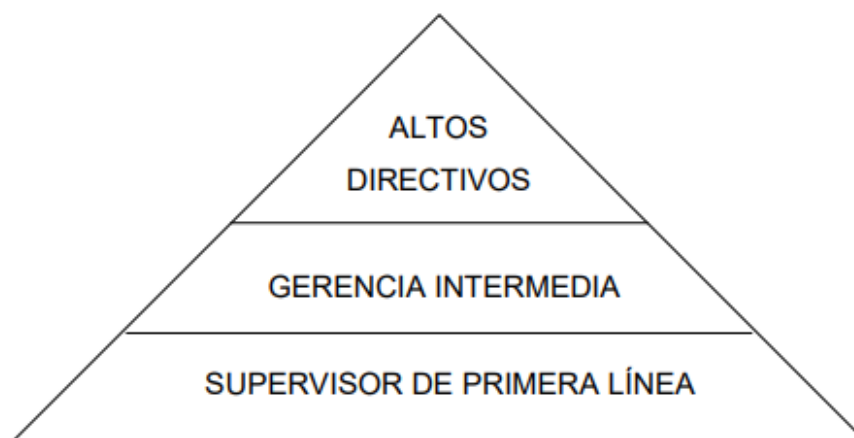 ALTOS
DIRECTIVOS
GERENCIA INTERMEDIA
SUPERVISOR DE PRIMERA LÍNEA